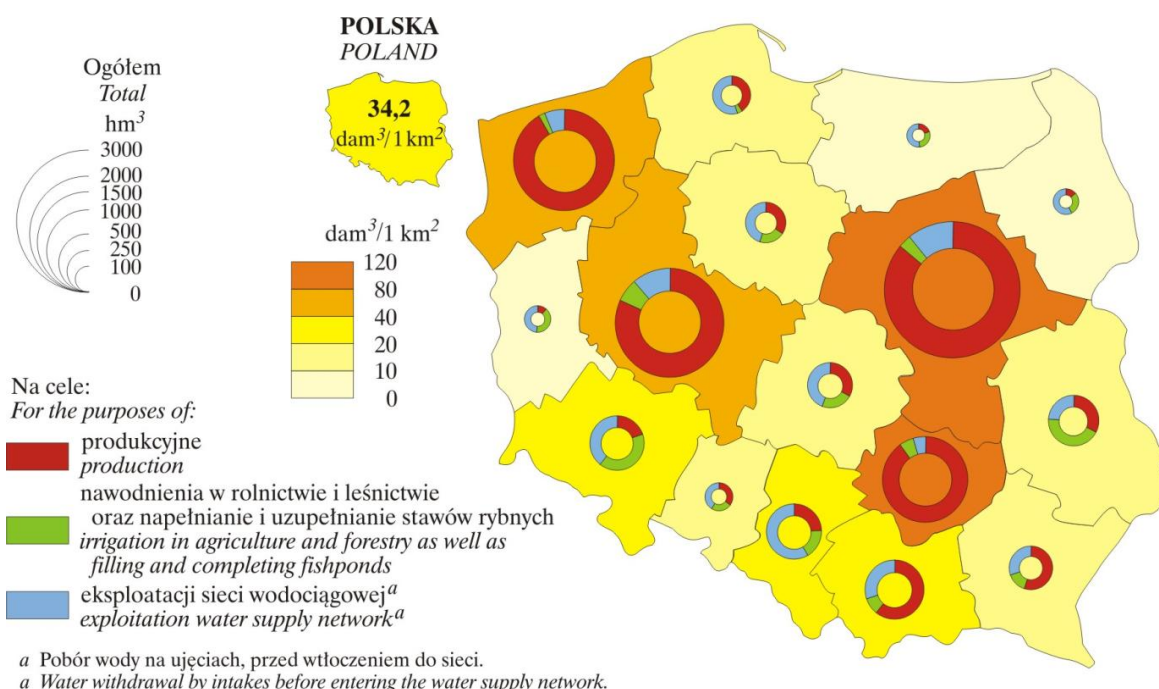 POLSKA
POLAND
34,2
dam³/1 km²
Ogółem
Total
hm³
3000
2000
1500
1000
500
250
100
0
dam³/1 km²
120
80
40
20
10
0
Na cele:
For the purposes of:
produkcyjne
production
nawodnienia w rolnictwie i leśnictwie
oraz napełnianie i uzupełnianie stawów rybnych
irrigation in agriculture and forestry as well as
filling and completing fishponds
eksploatacji sieci wodociągowejᵃ
exploitation water supply networkᵃ
a Pobór wody na ujęciach, przed wtłoczeniem do sieci.
a Water withdrawal by intakes before entering the water supply network.